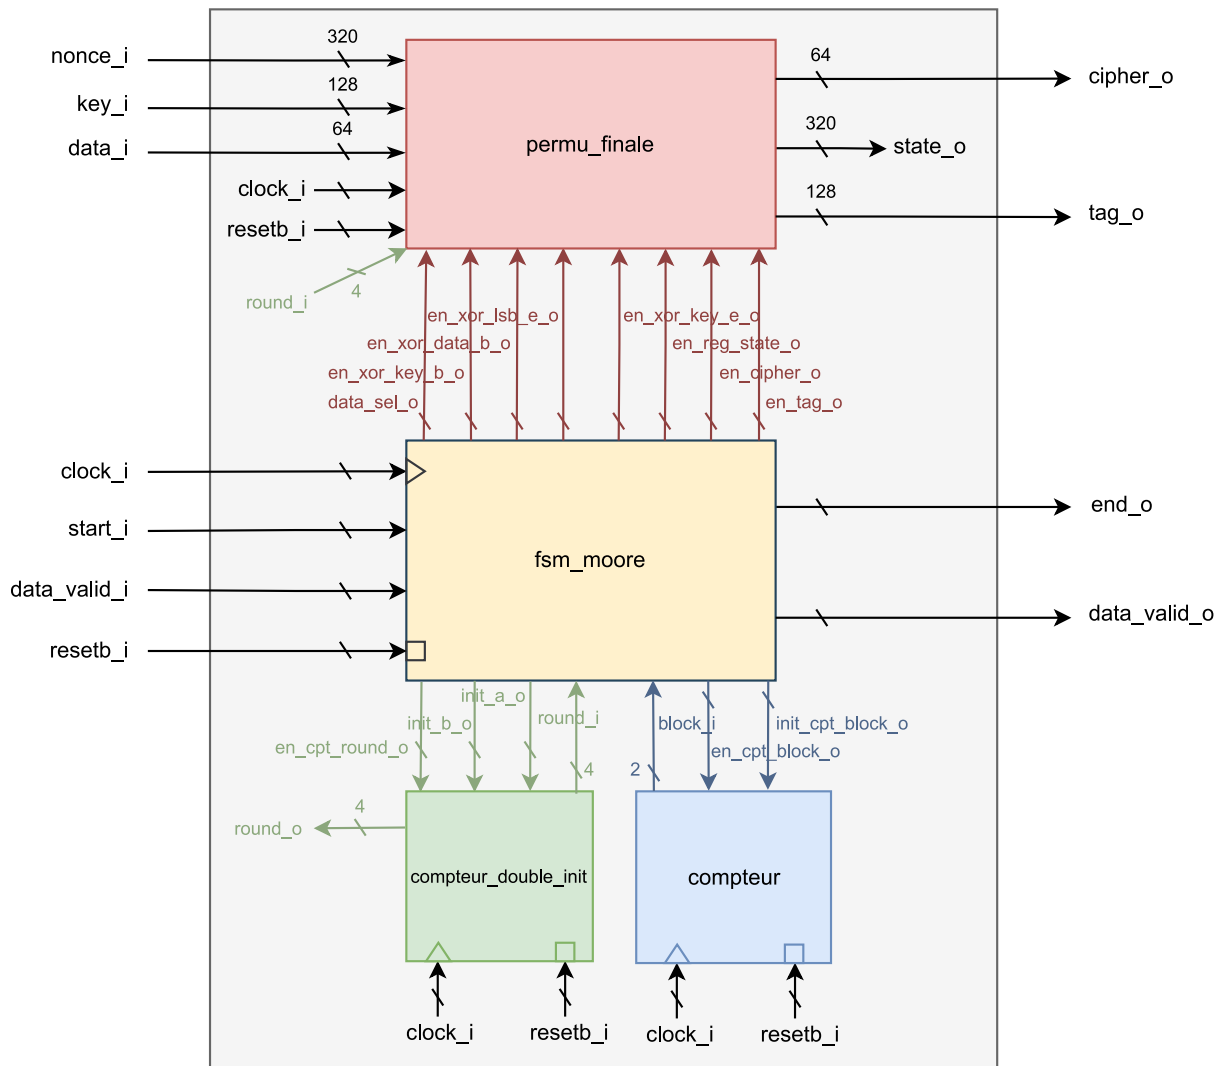 nonce_i
320
key_i
128
data_i
64
clock_i
resetb_i
round_i
4
permu_finale
64
cipher_o
320
state_o
128
tag_o
en_xor_lsb_e_o
en_xor_key_e_o
en_xor_data_b_o
en_reg_state_o
en_xor_key_b_o
en_cipher_o
data_sel_o
en_tag_o
clock_i
start_i
data_valid_i
resetb_i
fsm_moore
end_o
data_valid_o
init_a_o
init_b_o
round_i
en_cpt_round_o
4
block_i
init_cpt_block_o
en_cpt_block_o
2
4
round_o
compteur_double_init
compteur
clock_i
resetb_i
clock_i
resetb_i